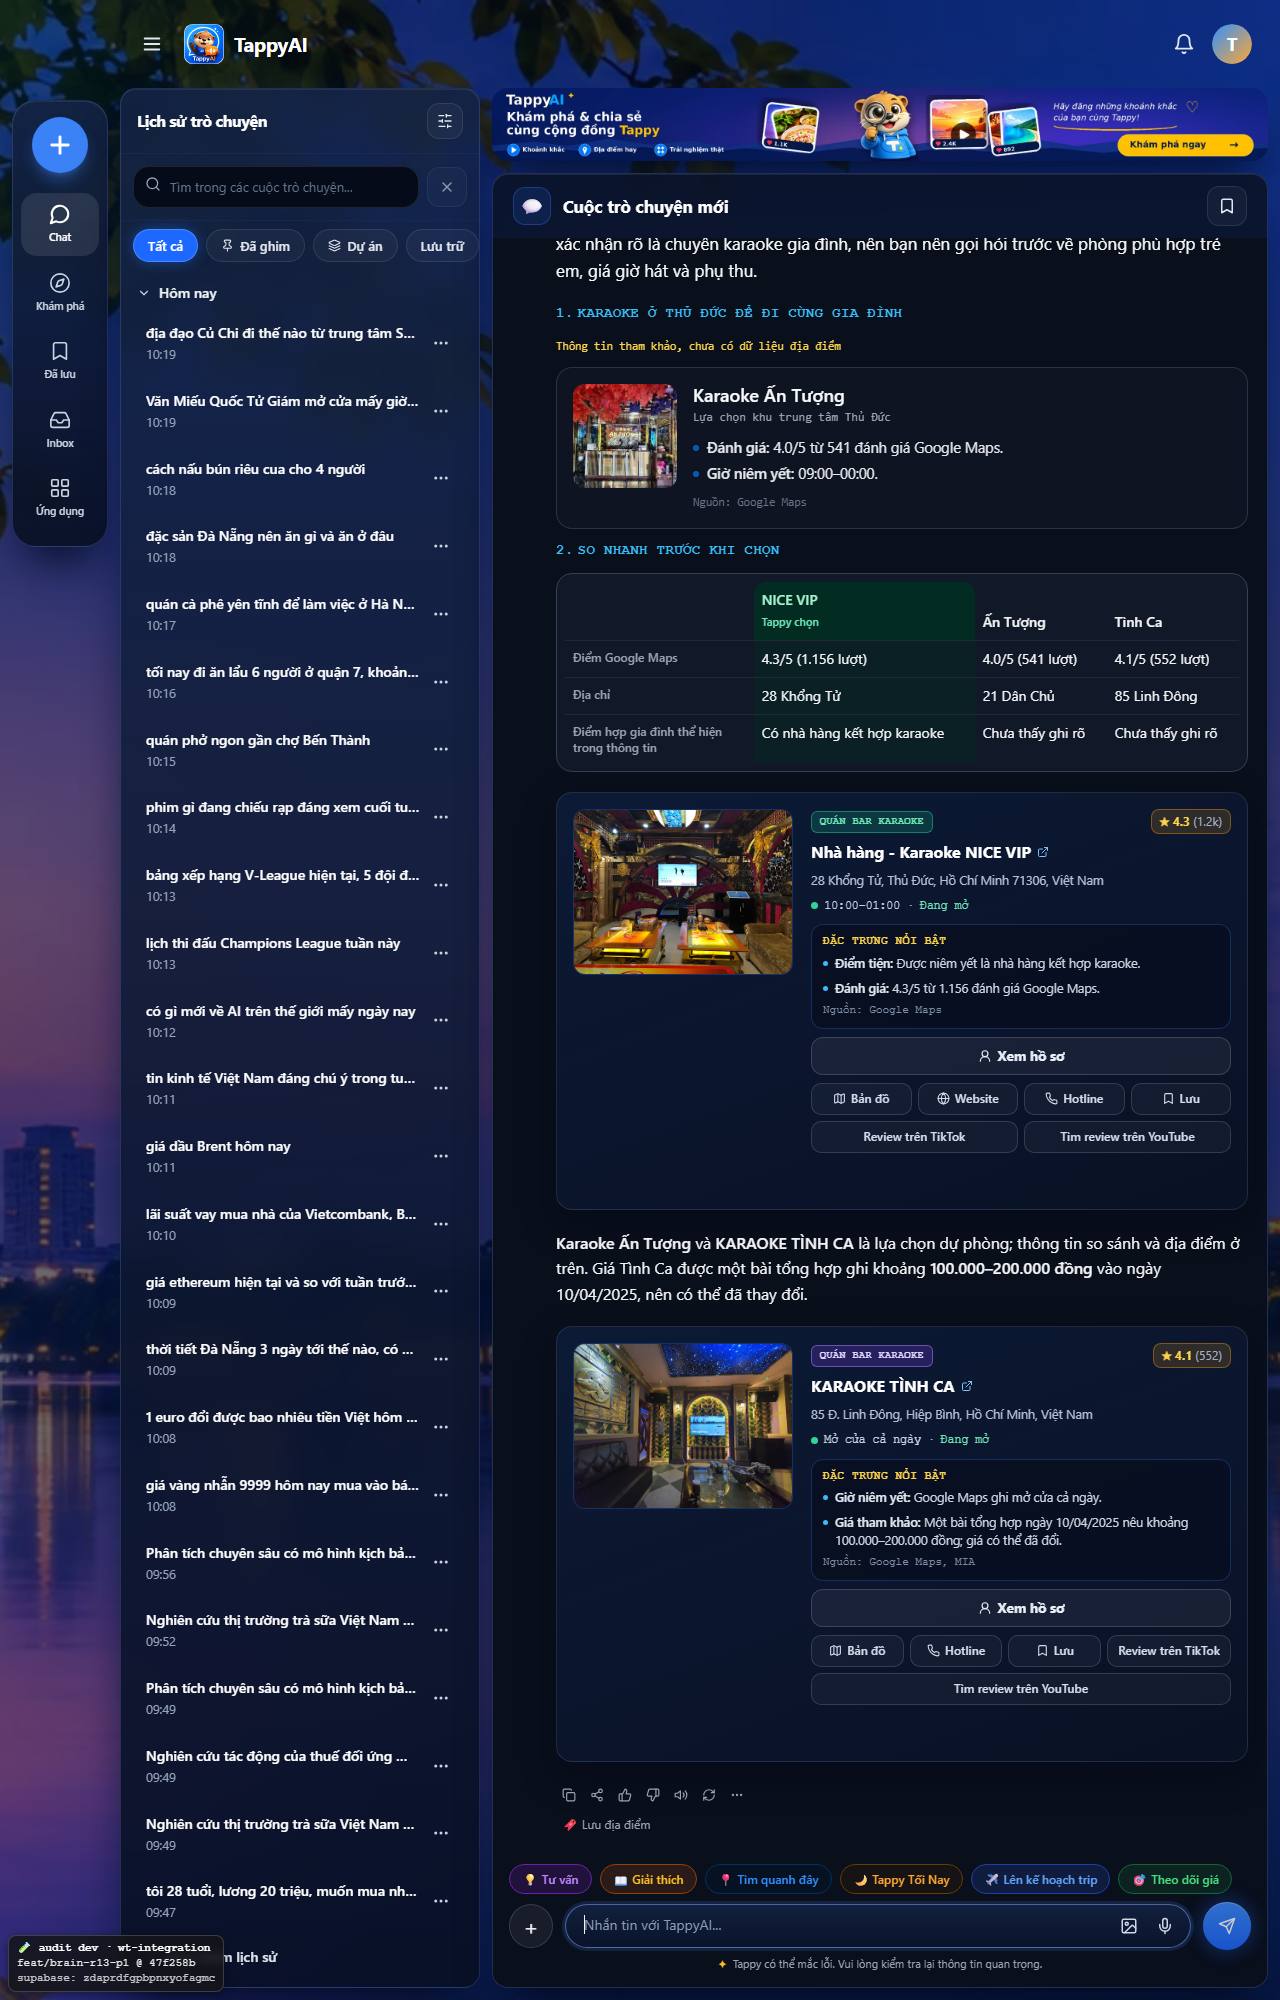 TappyAI
T
Chat
Khám phá
Đã lưu
Inbox
Ứng dụng
Lịch sử trò chuyện
Tìm trong các cuộc trò chuyện...
Tất cả
Đã ghim
Dự án
Lưu trữ
Hôm nay
địa đạo Củ Chi đi thế nào từ trung tâm S...
10:19
Văn Miếu Quốc Tử Giám mở cửa mấy giờ...
10:19
cách nấu bún riêu cua cho 4 người
10:18
đặc sản Đà Nẵng nên ăn gì và ăn ở đâu
10:18
quán cà phê yên tĩnh để làm việc ở Hà N...
10:17
tối nay đi ăn lẩu 6 người ở quận 7, khoản...
10:16
quán phở ngon gần chợ Bến Thành
10:15
phim gì đang chiếu rạp đáng xem cuối tu...
10:14
bảng xếp hạng V-League hiện tại, 5 đội đ...
10:13
lịch thi đấu Champions League tuần này
10:13
có gì mới về AI trên thế giới mấy ngày nay
10:12
tin kinh tế Việt Nam đáng chú ý trong tu...
10:11
giá dầu Brent hôm nay
10:11
lãi suất vay mua nhà của Vietcombank, B...
10:10
giá ethereum hiện tại và so với tuần trướ...
10:09
thời tiết Đà Nẵng 3 ngày tới thế nào, có ...
10:09
1 euro đổi được bao nhiêu tiền Việt hôm ...
10:08
giá vàng nhẫn 9999 hôm nay mua vào bá...
10:08
Phân tích chuyên sâu có mô hình kịch bả...
09:56
Nghiên cứu thị trường trà sữa Việt Nam ...
09:52
Phân tích chuyên sâu có mô hình kịch bả...
09:49
Nghiên cứu tác động của thuế đối ứng ...
09:49
Nghiên cứu thị trường trà sữa Việt Nam ...
09:49
tôi 28 tuổi, lương 20 triệu, muốn mua nh...
09:47
m lịch sử
audit dev · wt-integration
feat/brain-r13-p1 @ 47f258b
supabase: zdaprdfgpbpnxyofagmc
TappyAI
Khám phá & chia sẻ
cùng cộng đồng Tappy
Khoảnh khắc
Địa điểm hay
Trải nghiệm thật
1.1K
2.4K
892
Hãy đăng những khoảnh khắc
của bạn cùng Tappy!
Khám phá ngay →
Cuộc trò chuyện mới
xác nhận rõ là chuyên karaoke gia đình, nên bạn nên gọi hỏi trước về phòng phù hợp trẻ
em, giá giờ hát và phụ thu.
1. KARAOKE Ở THỦ ĐỨC ĐỂ ĐI CÙNG GIA ĐÌNH
Thông tin tham khảo, chưa có dữ liệu địa điểm
Karaoke Ấn Tượng
Lựa chọn khu trung tâm Thủ Đức
Đánh giá: 4.0/5 từ 541 đánh giá Google Maps.
Giờ niêm yết: 09:00–00:00.
Nguồn: Google Maps
2. SO NHANH TRƯỚC KHI CHỌN
NICE VIP
Tappy chọn
Ấn Tượng
Tình Ca
Điểm Google Maps
4.3/5 (1.156 lượt)
4.0/5 (541 lượt)
4.1/5 (552 lượt)
Địa chỉ
28 Khổng Tử
21 Dân Chủ
85 Linh Đông
Điểm hợp gia đình thể hiện
trong thông tin
Có nhà hàng kết hợp karaoke
Chưa thấy ghi rõ
Chưa thấy ghi rõ
QUÁN BAR KARAOKE
4.3 (1.2k)
Nhà hàng - Karaoke NICE VIP
28 Khổng Tử, Thủ Đức, Hồ Chí Minh 71306, Việt Nam
10:00–01:00 · Đang mở
ĐẶC TRƯNG NỔI BẬT
Điểm tiện: Được niêm yết là nhà hàng kết hợp karaoke.
Đánh giá: 4.3/5 từ 1.156 đánh giá Google Maps.
Nguồn: Google Maps
Xem hồ sơ
Bản đồ
Website
Hotline
Lưu
Review trên TikTok
Tìm review trên YouTube
Karaoke Ấn Tượng và KARAOKE TÌNH CA là lựa chọn dự phòng; thông tin so sánh và địa điểm ở
trên. Giá Tình Ca được một bài tổng hợp ghi khoảng 100.000–200.000 đồng vào ngày
10/04/2025, nên có thể đã thay đổi.
QUÁN BAR KARAOKE
4.1 (552)
KARAOKE TÌNH CA
85 Đ. Linh Đông, Hiệp Bình, Hồ Chí Minh, Việt Nam
Mở cửa cả ngày · Đang mở
ĐẶC TRƯNG NỔI BẬT
Giờ niêm yết: Google Maps ghi mở cửa cả ngày.
Giá tham khảo: Một bài tổng hợp ngày 10/04/2025 nêu khoảng
100.000–200.000 đồng; giá có thể đã đổi.
Nguồn: Google Maps, MIA
Xem hồ sơ
Bản đồ
Hotline
Lưu
Review trên TikTok
Tìm review trên YouTube
Lưu địa điểm
Tư vấn
Giải thích
Tìm quanh đây
Tappy Tối Nay
Lên kế hoạch trip
Theo dõi giá
Nhắn tin với TappyAI...
Tappy có thể mắc lỗi. Vui lòng kiểm tra lại thông tin quan trọng.